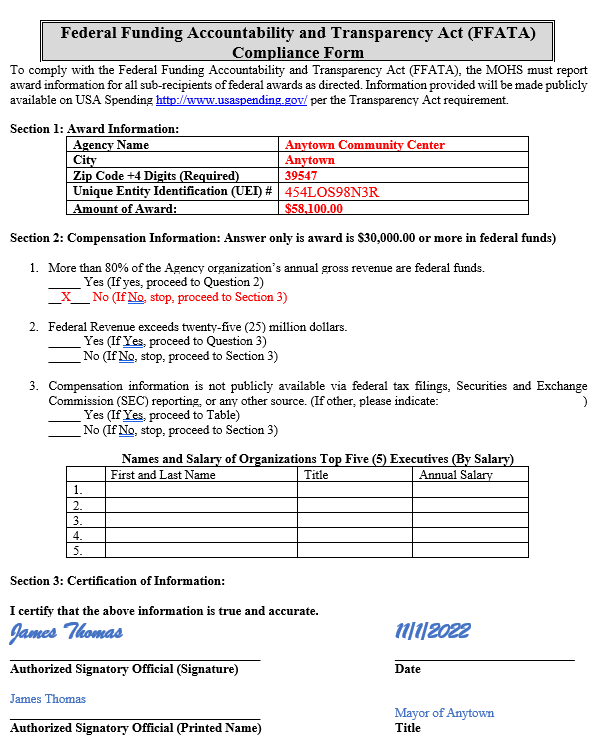 Federal Funding Accountability and Transparency Act (FFATA)
Compliance Form
To comply with the Federal Funding Accountability and Transparency Act (FFATA), the MOHS must report
award information for all sub-recipients of federal awards as directed. Information provided will be made publicly
available on USA Spending http://www.usaspending.gov/ per the Transparency Act requirement.
Section 1: Award Information:
Agency Name Anytown Community Center
City Anytown
Zip Code +4 Digits (Required) 39547
Unique Entity Identification (UEI) # 454LOS98N3R
Amount of Award: $58,100.00
Section 2: Compensation Information: Answer only is award is $30,000.00 or more in federal funds)
1. More than 80% of the Agency organization's annual gross revenue are federal funds.
_____ Yes (If yes, proceed to Question 2)
__X___ No (If No, stop, proceed to Section 3)
2. Federal Revenue exceeds twenty-five (25) million dollars.
_____ Yes (If Yes, proceed to Question 3)
_____ No (If No, stop, proceed to Section 3)
3. Compensation information is not publicly available via federal tax filings, Securities and Exchange
Commission (SEC) reporting, or any other source. (If other, please indicate: )
_____ Yes (If Yes, proceed to Table)
_____ No (If No, stop, proceed to Section 3)
Names and Salary of Organizations Top Five (5) Executives (By Salary)
First and Last Name Title Annual Salary
1.
2.
3.
4.
5.
Section 3: Certification of Information:
I certify that the above information is true and accurate.
James Thomas 11/1/2022
Authorized Signatory Official (Signature) Date
James Thomas Mayor of Anytown
Authorized Signatory Official (Printed Name) Title